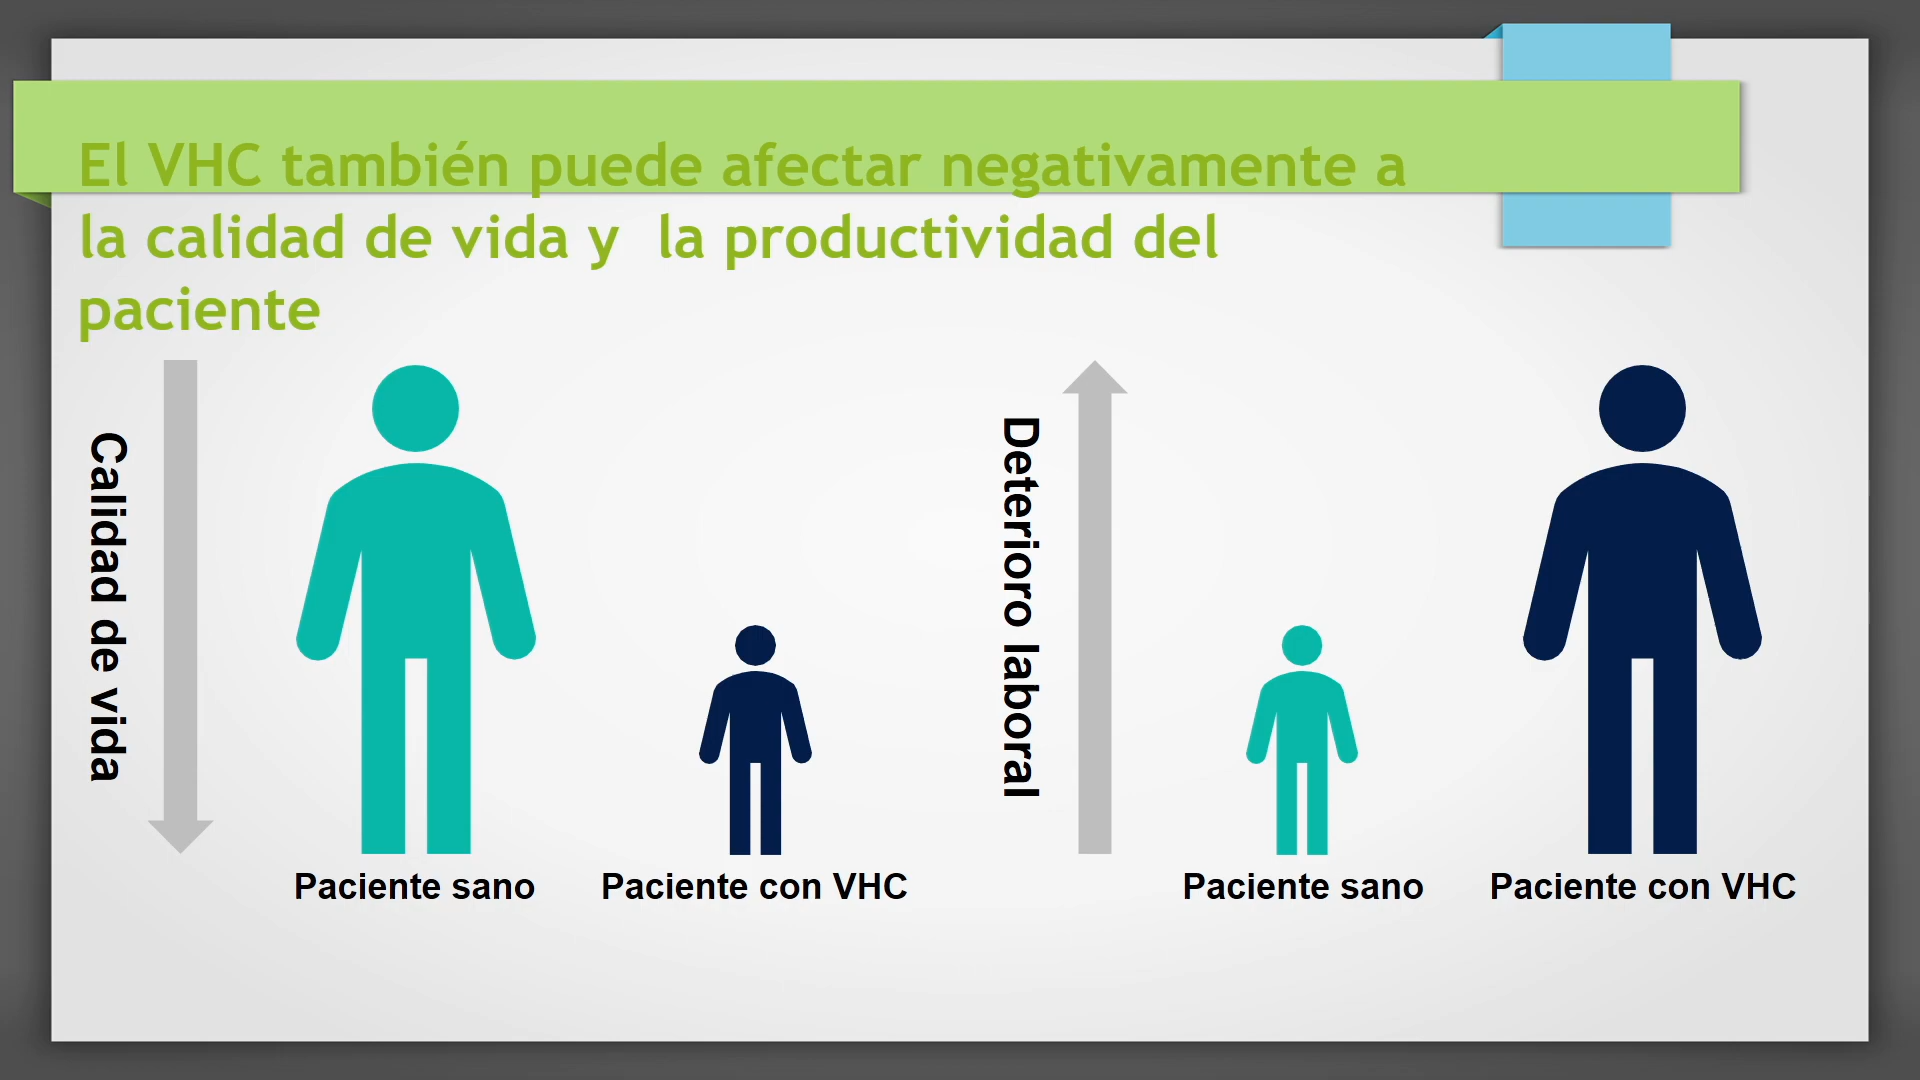 El VHC también puede afectar negativamente a
la calidad de vida y  la productividad del
paciente
Calidad de vida
Paciente sano
Paciente con VHC
Deterioro laboral
Paciente sano
Paciente con VHC